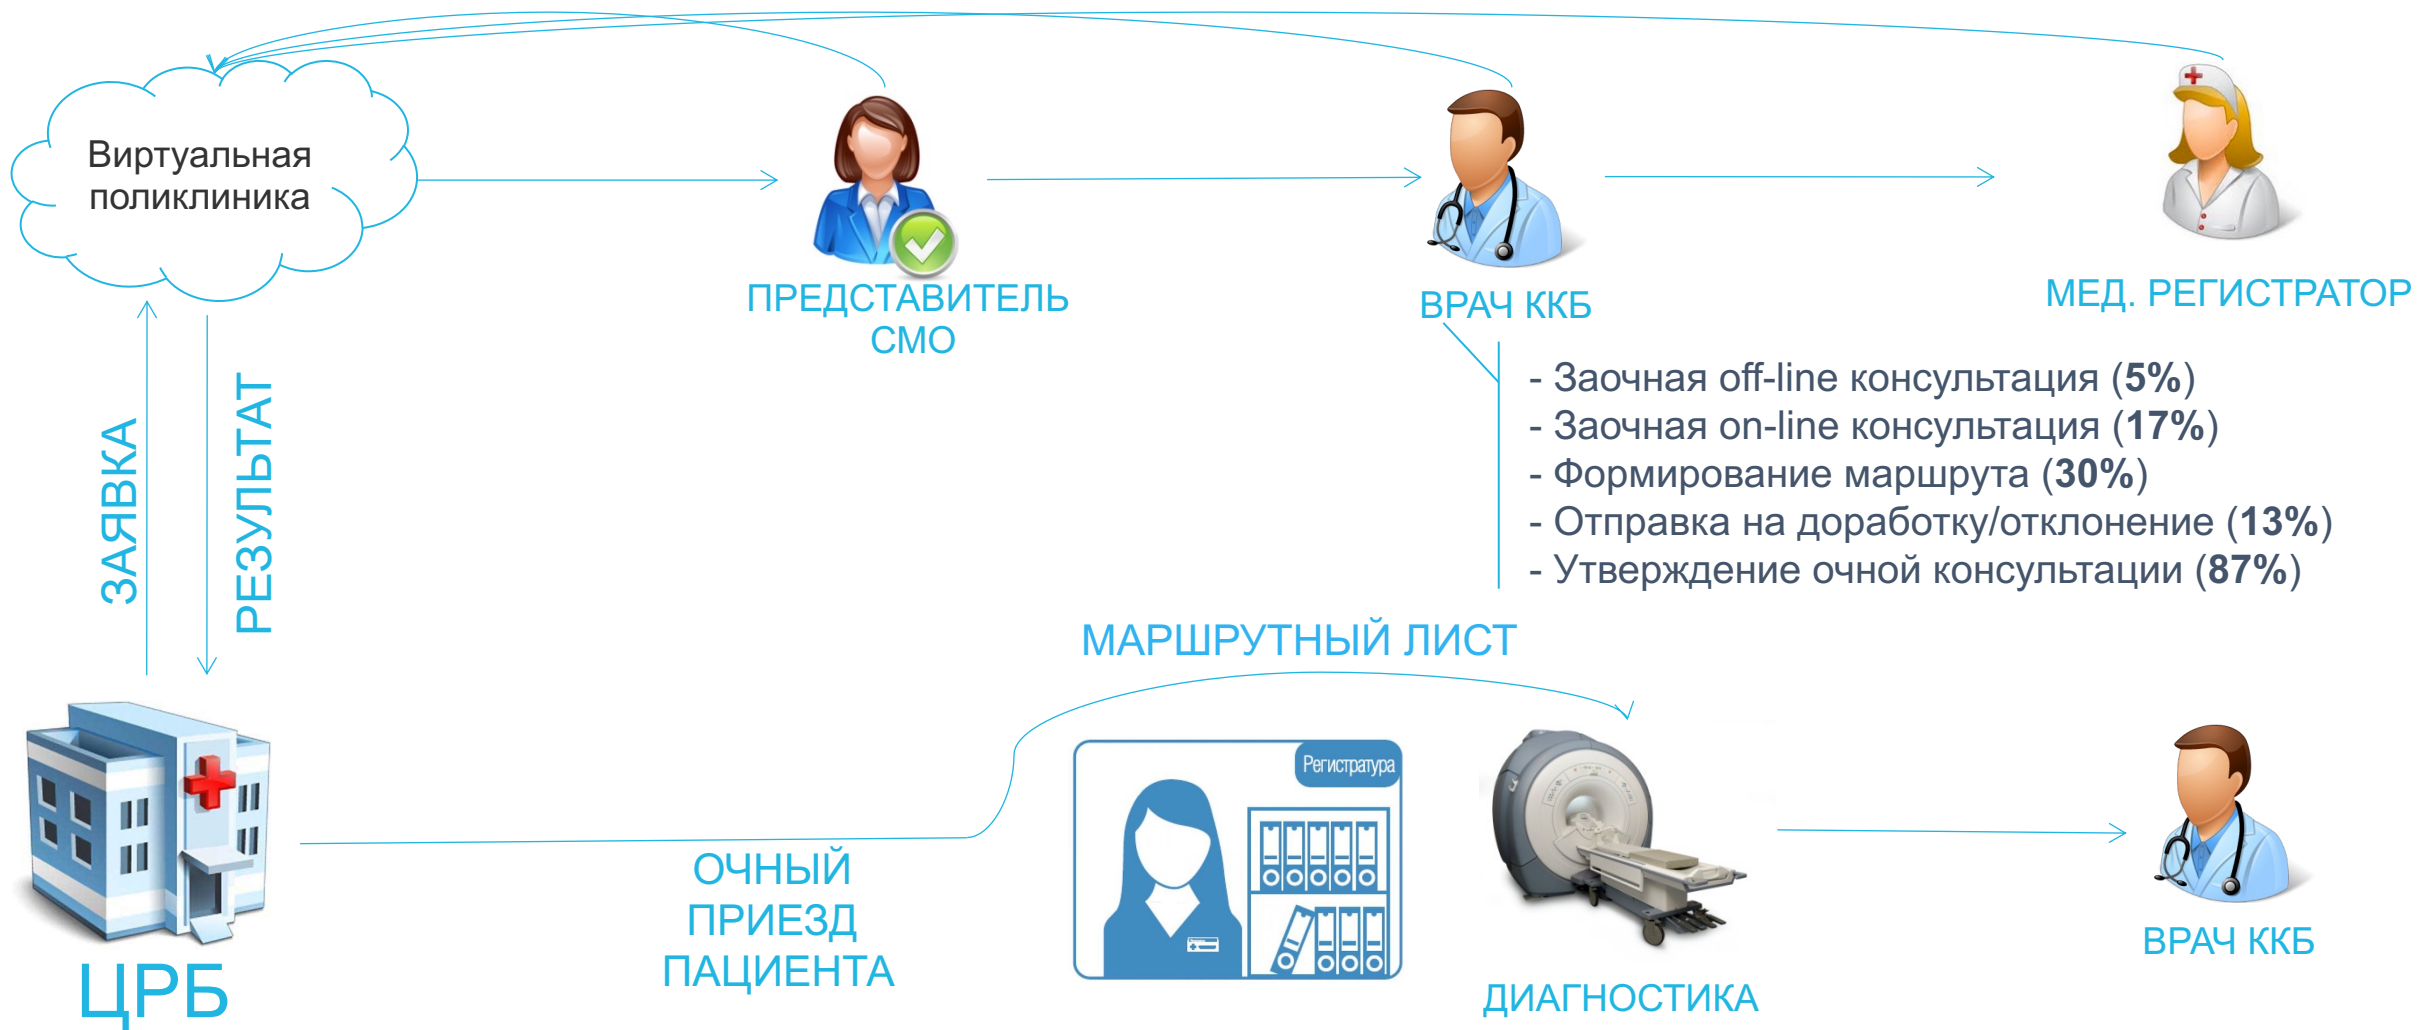 Виртуальная
поликлиника
ПРЕДСТАВИТЕЛЬ
СМО
ВРАЧ ККБ
МЕД. РЕГИСТРАТОР
- Заочная off-line консультация (5%)
- Заочная on-line консультация (17%)
- Формирование маршрута (30%)
- Отправка на доработку/отклонение (13%)
- Утверждение очной консультации (87%)
ЗАЯВКА
РЕЗУЛЬТАТ
МАРШРУТНЫЙ ЛИСТ
Регистратура
ЦРБ
ОЧНЫЙ
ПРИЕЗД
ПАЦИЕНТА
ДИАГНОСТИКА
ВРАЧ ККБ